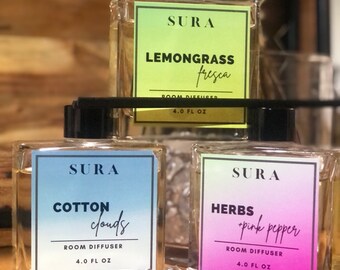 SURA
LEMONGRASS
fresca
ROOM DIFFUSER
4.0 FL OZ
SURA
COTTON
clouds
ROOM DIFFUSER
4.0 FL OZ
SURA
HERBS
+pink pepper
ROOM DIFFUSER
4.0 FL OZ